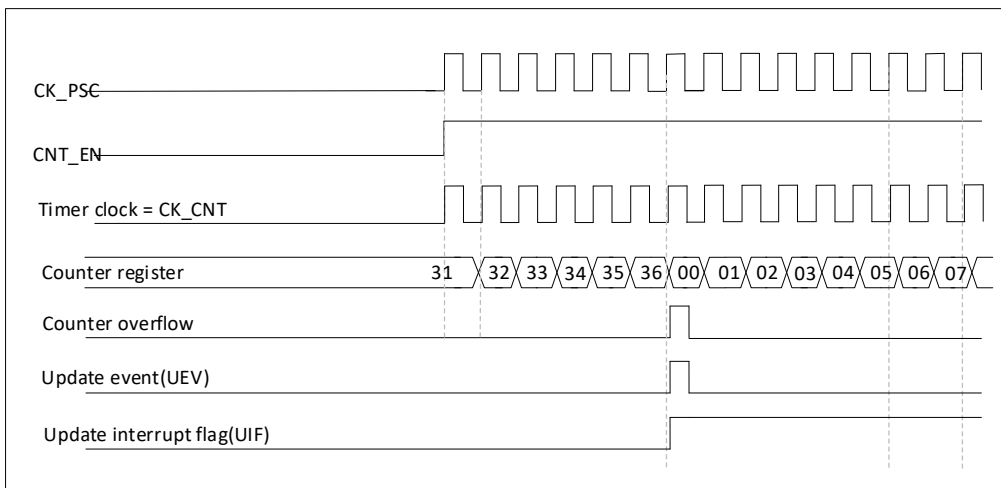 CK_PSC
CNT_EN
Timer clock = CK_CNT
Counter register 31 32 33 34 35 36 00 01 02 03 04 05 06 07
Counter overflow
Update event(UEV)
Update interrupt flag(UIF)